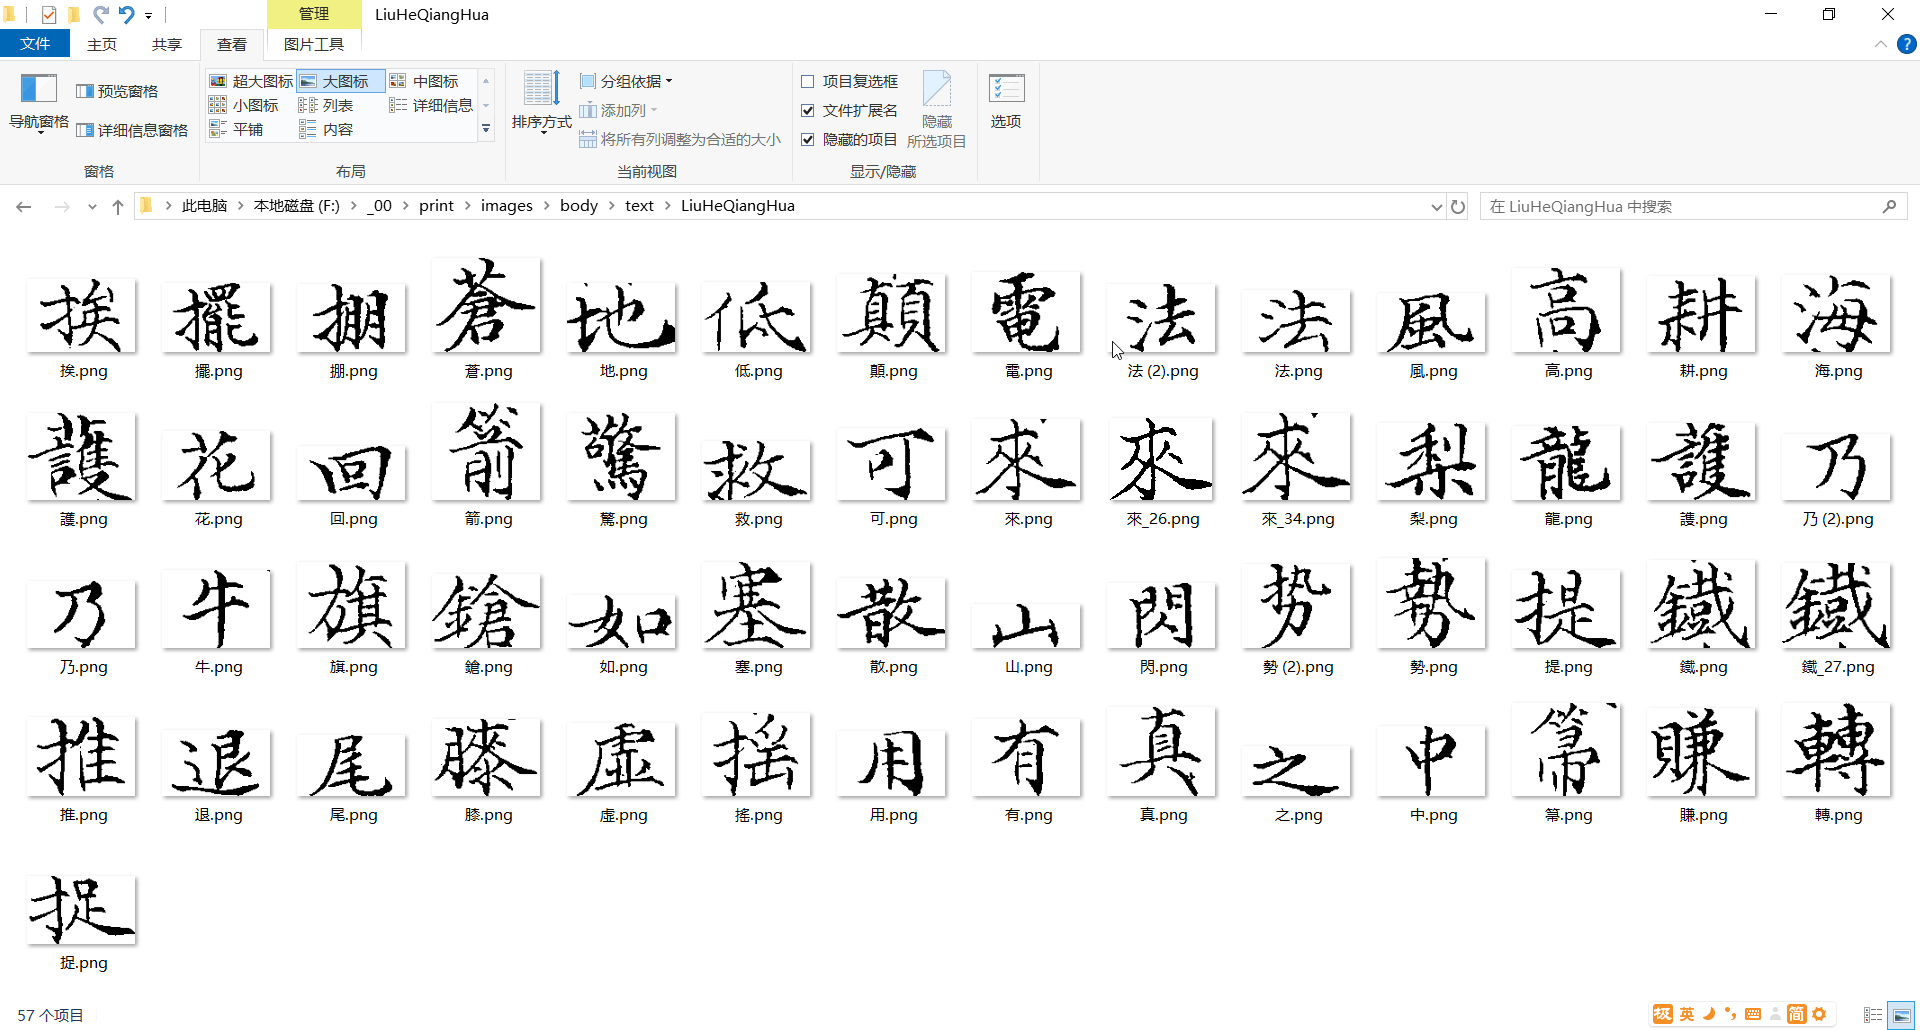 管理
LiuHeQiangHua
文件
主页
共享
查看
图片工具
导航窗格
预览窗格
详细信息窗格
窗格
超大图标
大图标
中图标
小图标
列表
详细信息
平铺
内容
布局
排序方式
分组依据
添加列
将所有列调整为合适的大小
当前视图
项目复选框
文件扩展名
隐藏的项目
隐藏
所选项目
显示/隐藏
选项
此电脑 本地磁盘 (F:) _00 print images body text LiuHeQiangHua
在 LiuHeQiangHua 中搜索
挨 擺 掤 蒼 地 低 顛 電 法 法 風 高 耕 海
挨.png 擺.png 掤.png 蒼.png 地.png 低.png 顛.png 電.png 法 (2).png 法.png 風.png 高.png 耕.png 海.png
護 花 回 箭 驚 救 可 來 來 來 梨 龍 護 乃
護.png 花.png 回.png 箭.png 驚.png 救.png 可.png 來.png 來_26.png 來_34.png 梨.png 龍.png 護.png 乃 (2).png
乃 牛 旗 鎗 如 塞 散 山 閃 势 勢 提 鐵 鐵
乃.png 牛.png 旗.png 鎗.png 如.png 塞.png 散.png 山.png 閃.png 勢 (2).png 勢.png 提.png 鐵.png 鐵_27.png
推 退 尾 膝 虛 搖 用 有 真 之 中 箒 賺 轉
推.png 退.png 尾.png 膝.png 虛.png 搖.png 用.png 有.png 真.png 之.png 中.png 箒.png 賺.png 轉.png
捉
捉.png
57 个项目
英
简